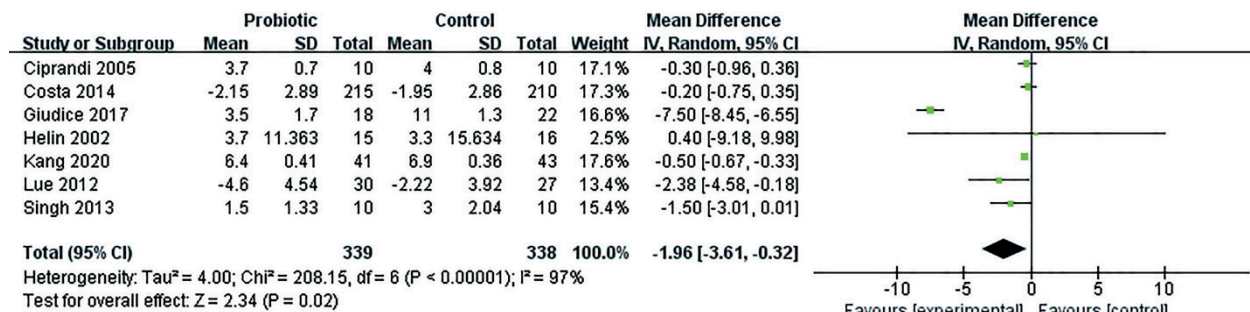 Probiotic Control Mean Difference Mean Difference
Study or Subgroup Mean SD Total Mean SD Total Weight IV, Random, 95% CI IV, Random, 95% CI
Ciprandi 2005 3.7 0.7 10 4 0.8 10 17.1% -0.30 [-0.96, 0.36]
Costa 2014 -2.15 2.89 215 -1.95 2.86 210 17.3% -0.20 [-0.75, 0.35]
Giudice 2017 3.5 1.7 18 11 1.3 22 16.6% -7.50 [-8.45, -6.55]
Helin 2002 3.7 11.363 15 3.3 15.634 16 2.5% 0.40 [-9.18, 9.98]
Kang 2020 6.4 0.41 41 6.9 0.36 43 17.6% -0.50 [-0.67, -0.33]
Lue 2012 -4.6 4.54 30 -2.22 3.92 27 13.4% -2.38 [-4.58, -0.18]
Singh 2013 1.5 1.33 10 3 2.04 10 15.4% -1.50 [-3.01, 0.01]
Total (95% CI) 339 338 100.0% -1.96 [-3.61, -0.32]
Heterogeneity: Tau² = 4.00; Chi² = 208.15, df = 6 (P < 0.00001); I² = 97%
Test for overall effect: Z = 2.34 (P = 0.02)
-10 -5 0 5 10
Favours [experimental] Favours [control]